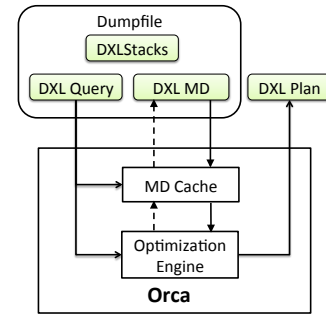 Dumpfile
DXLStacks
DXL Query
DXL MD
DXL Plan
MD Cache
Optimization
Engine
Orca